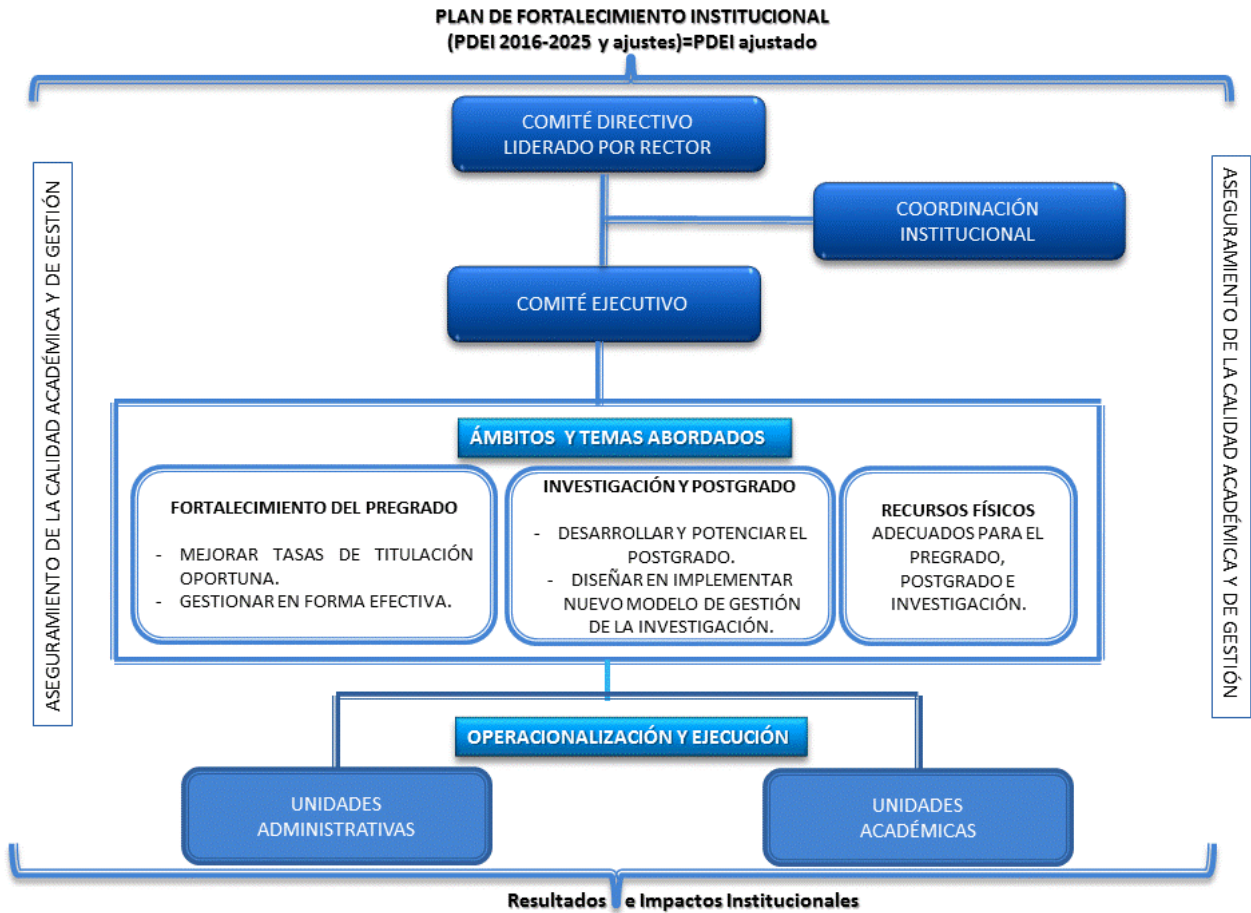 PLAN DE FORTALECIMIENTO INSTITUCIONAL
(PDEI 2016-2025 y ajustes)=PDEI ajustado
COMITÉ DIRECTIVO
LIDERADO POR RECTOR
COORDINACIÓN
INSTITUCIONAL
COMITÉ EJECUTIVO
ASEGURAMIENTO DE LA CALIDAD ACADÉMICA Y DE GESTIÓN
ÁMBITOS Y TEMAS ABORDADOS
FORTALECIMIENTO DEL PREGRADO
- MEJORAR TASAS DE TITULACIÓN
OPORTUNA.
- GESTIONAR EN FORMA EFECTIVA.
INVESTIGACIÓN Y POSTGRADO
- DESARROLLAR Y POTENCIAR EL
POSTGRADO.
- DISEÑAR EN IMPLEMENTAR
NUEVO MODELO DE GESTIÓN
DE LA INVESTIGACIÓN.
RECURSOS FÍSICOS
ADECUADOS PARA EL
PREGRADO,
POSTGRADO E
INVESTIGACIÓN.
ASEGURAMIENTO DE LA CALIDAD ACADÉMICA Y DE GESTIÓN
OPERACIONALIZACIÓN Y EJECUCIÓN
UNIDADES
ADMINISTRATIVAS
UNIDADES
ACADÉMICAS
Resultados e Impactos Institucionales